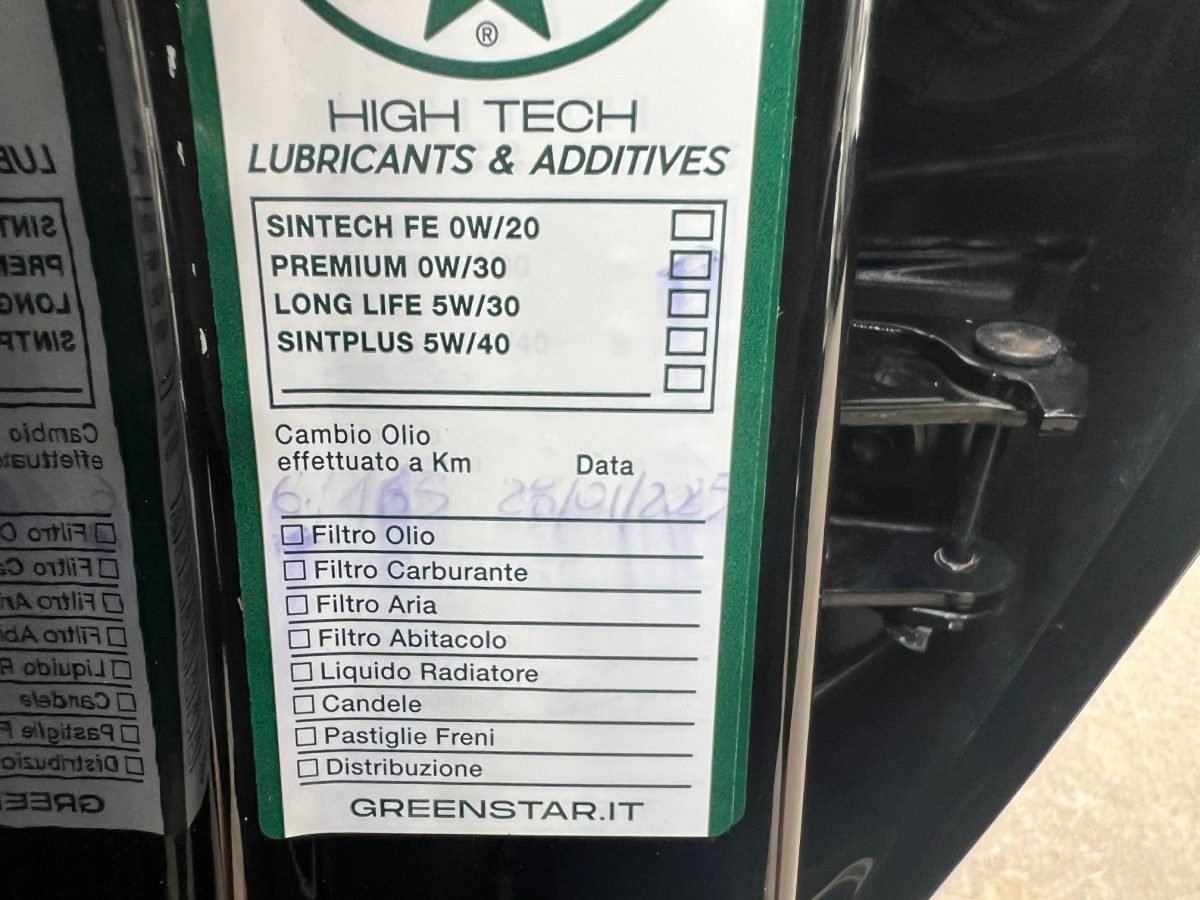 ®
HIGH TECH
LUBRICANTS & ADDITIVES
SINTECH FE 0W/20
PREMIUM 0W/30
LONG LIFE 5W/30
SINTPLUS 5W/40
Cambio Olio
effettuato a Km Data
Filtro Olio
Filtro Carburante
Filtro Aria
Filtro Abitacolo
Liquido Radiatore
Candele
Pastiglie Freni
Distribuzione
GREENSTAR.IT